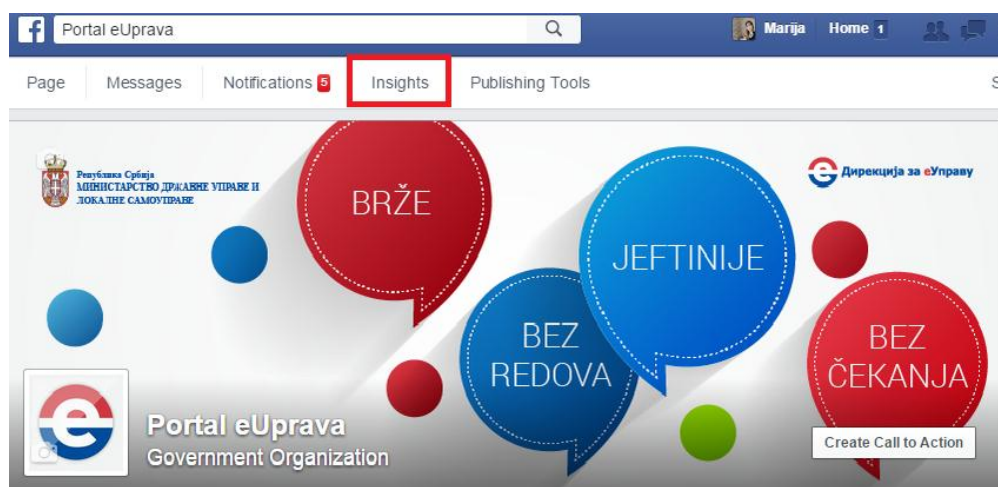 f Portal eUprava Marija Home 1
Page Messages Notifications 5 Insights Publishing Tools S
Република Србија
МИНИСТАРСТВО ДРЖАВНЕ УПРАВЕ И
ЛОКАЛНЕ САМОУПРАВЕ
BRŽE
e Дирекција за еУправу
JEFTINIJE
BEZ
REDOVA
BEZ
ČEKANJA
e
Portal eUprava
Government Organization
Create Call to Action